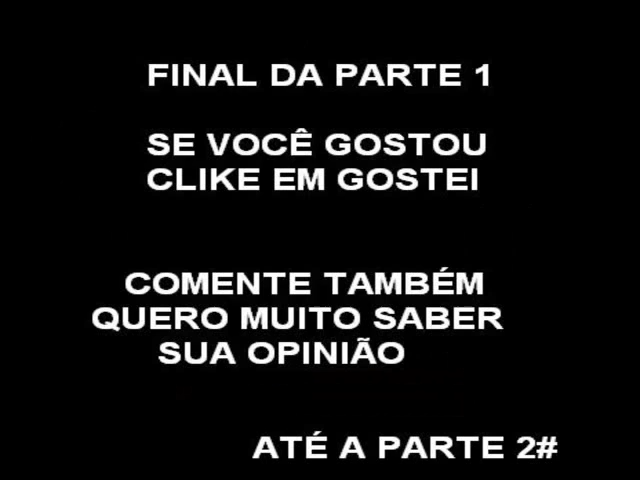 FINAL DA PARTE 1
SE VOCÊ GOSTOU
CLIKE EM GOSTEI
COMENTE TAMBÉM
QUERO MUITO SABER
SUA OPINIÃO
ATÉ A PARTE 2#